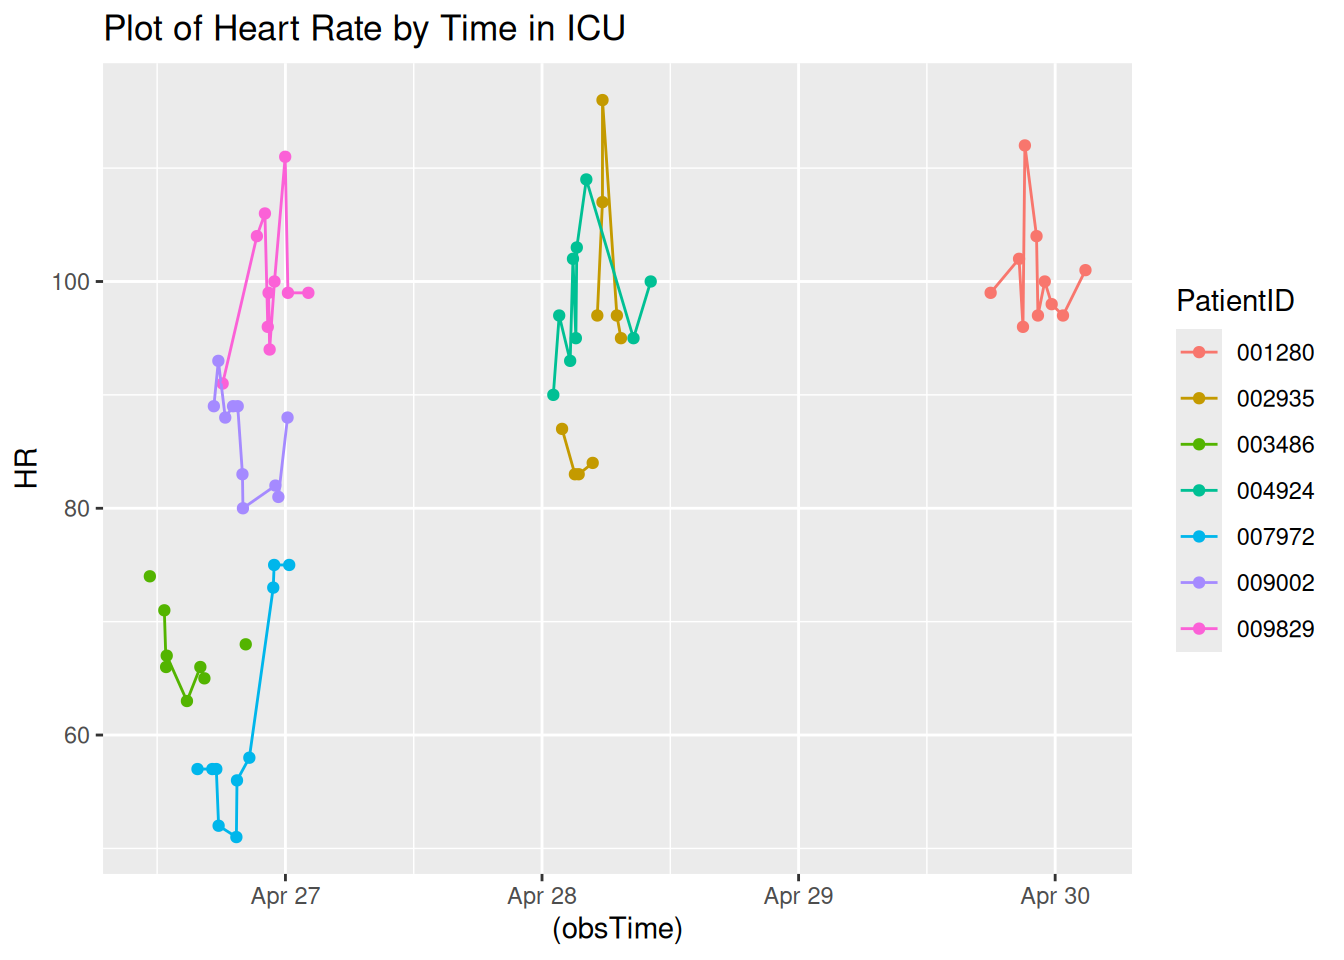 Plot of Heart Rate by Time in ICU
HR
100
80
60
Apr 27
Apr 28
Apr 29
Apr 30
(obsTime)
PatientID
001280
002935
003486
004924
007972
009002
009829